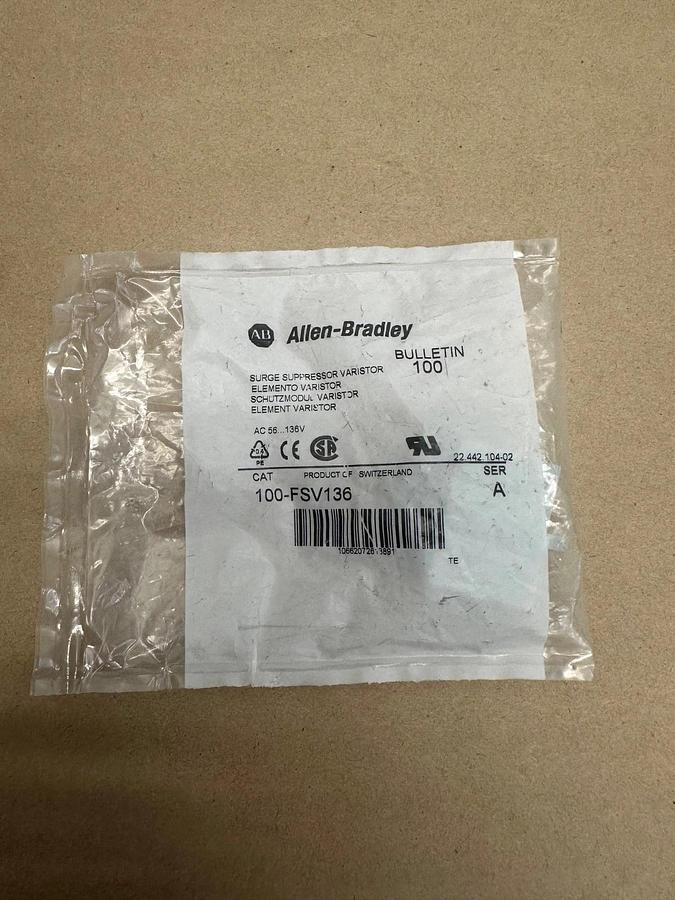 AB Allen-Bradley
BULLETIN
100
SURGE SUPPRESSOR VARISTOR
ELEMENTO VARISTOR
SCHUTZMODUL VARISTOR
ELEMENT VARISTOR
AC 56...136V
PE
CE
22.442.104-02
CAT
PRODUCT OF SWITZERLAND
SER
100-FSV136
A
TE